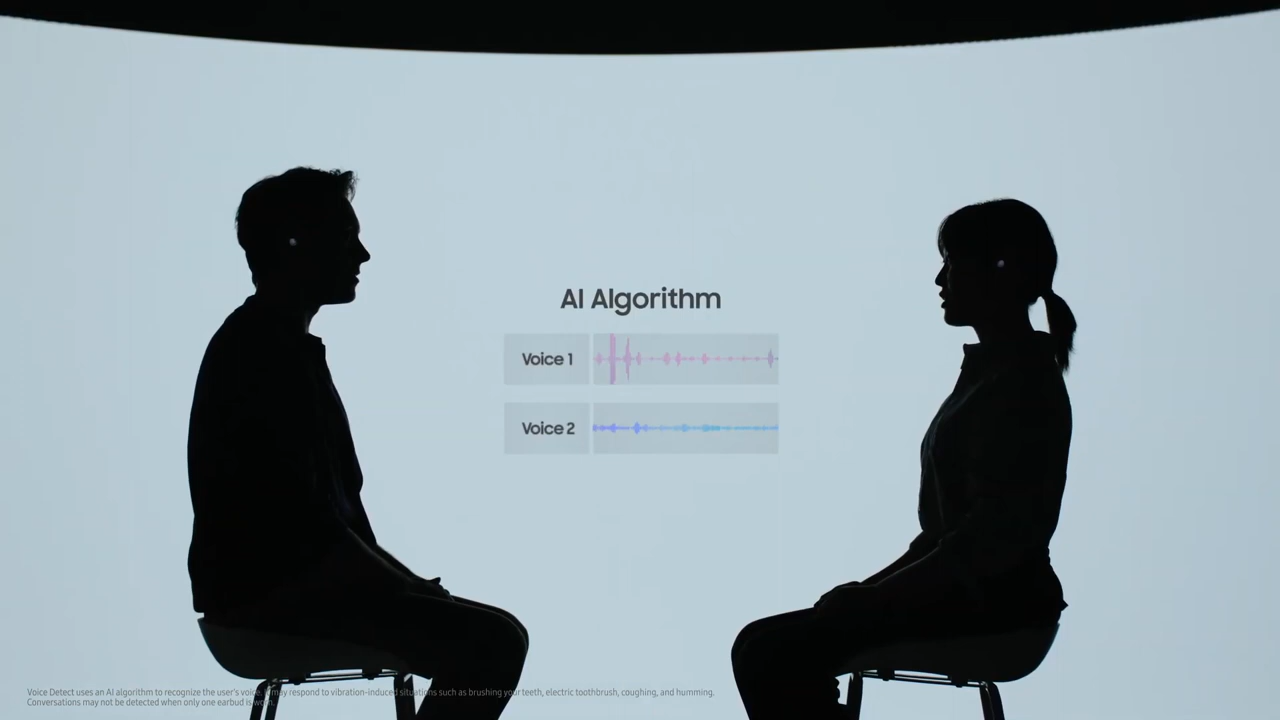 AI Algorithm
Voice 1
Voice 2
Voice Detect uses an AI algorithm to recognize the user's voice. It may respond to vibration-induced situations such as brushing your teeth, electric toothbrush, coughing, and humming.
Conversations may not be detected when only one earbud is worn.